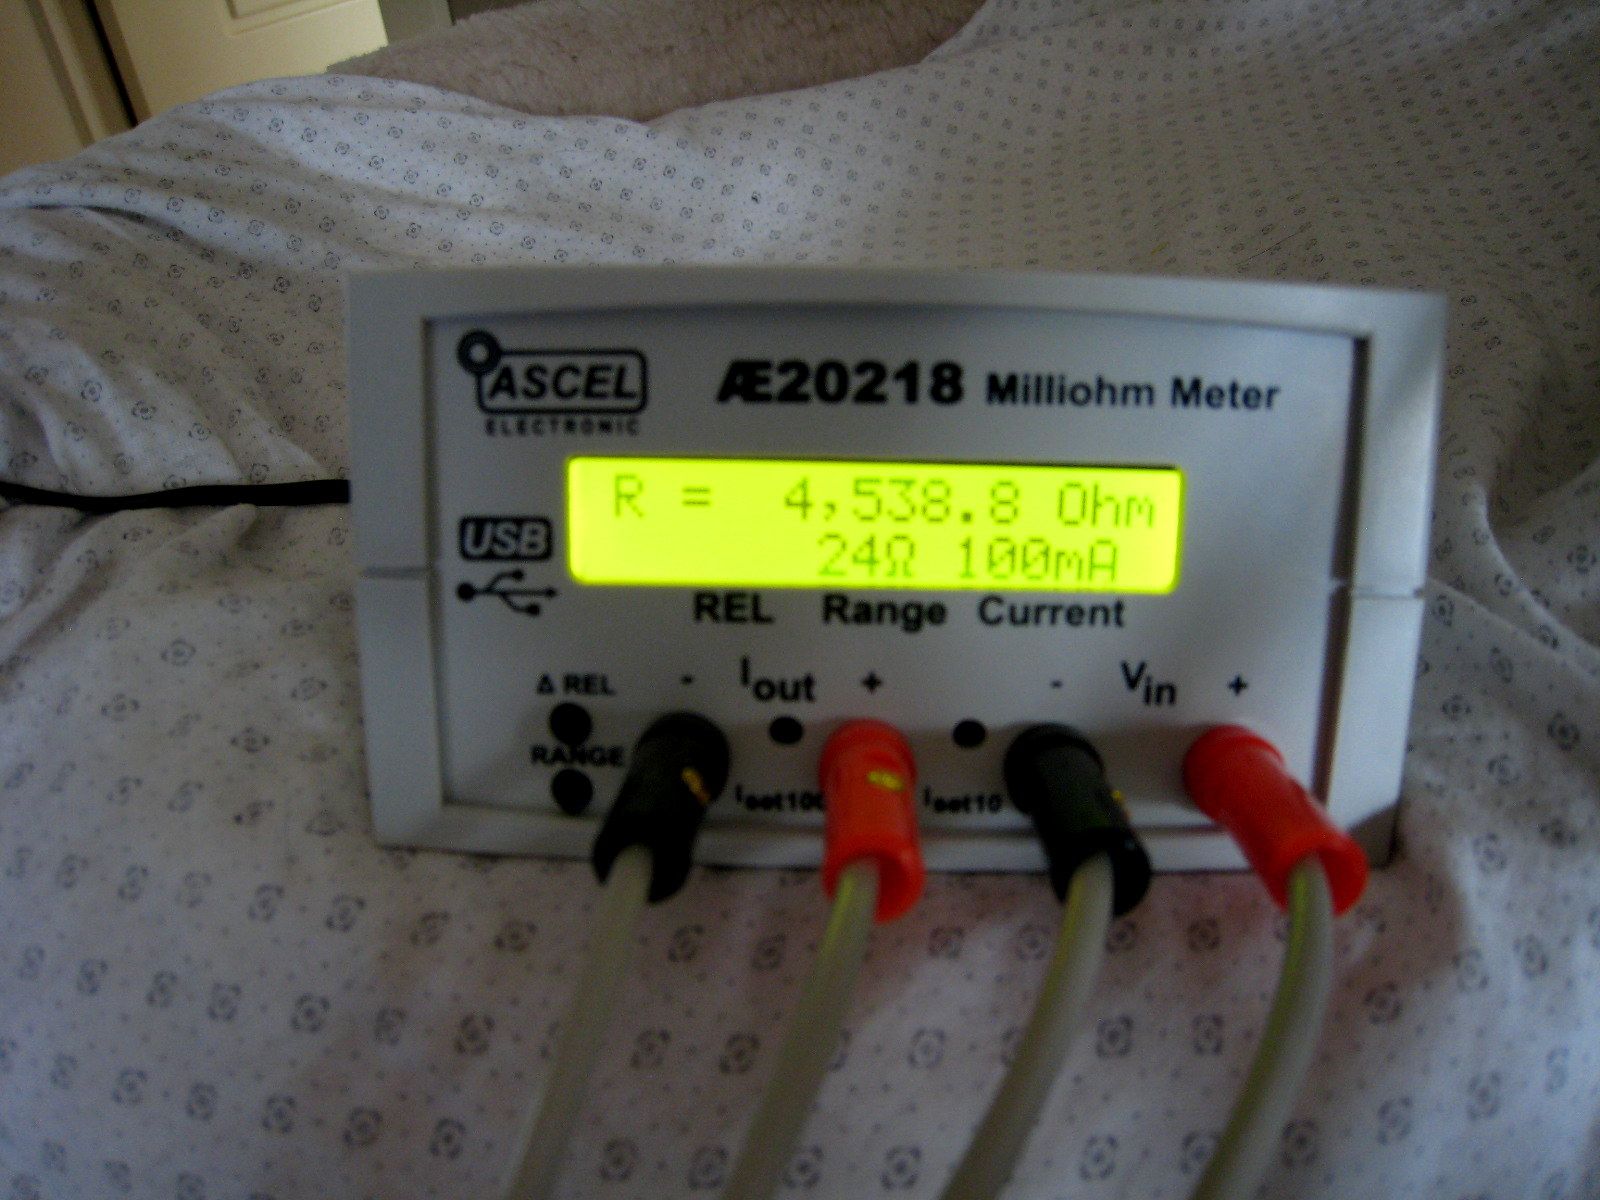 ASCEL
ELECTRONIC
Æ20218 Milliohm Meter
R = 4,538.8 Ohm
24Ω 100mA
USB
REL Range Current
Δ REL
- Iout +
- Vin +
RANGE
Iset100
Iset10